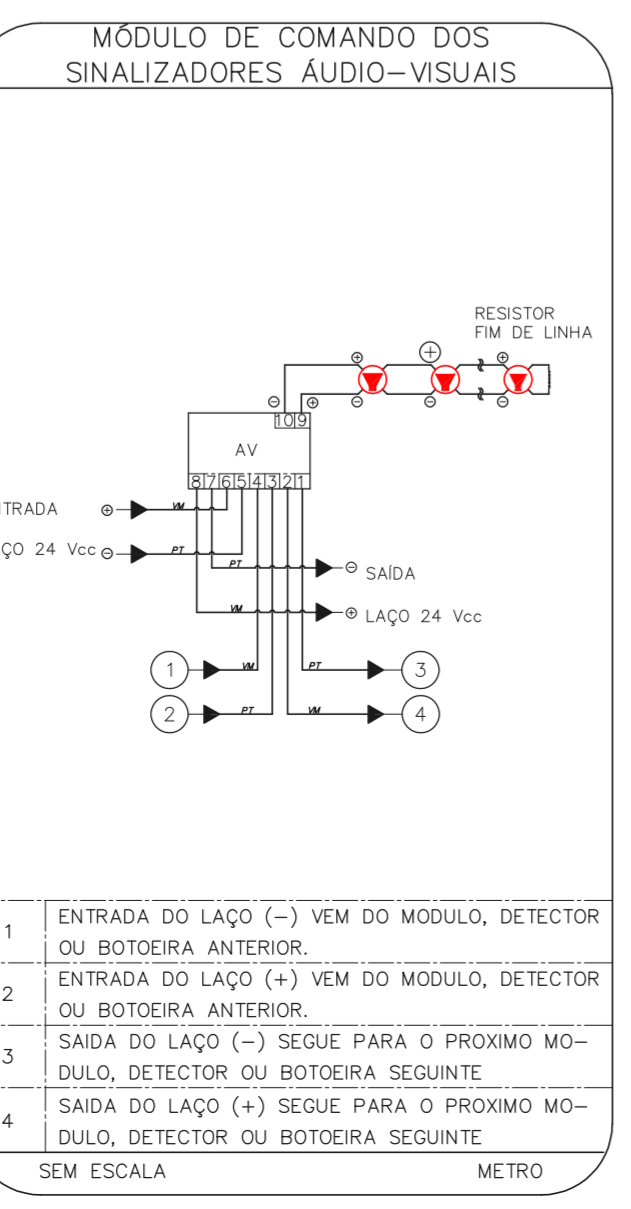 MÓDULO DE COMANDO DOS
SINALIZADORES ÁUDIO-VISUAIS
RESISTOR
FIM DE LINHA
⊕ ⊕ ⊕
⊖ ⊖ ⊖
⊖ ⊕
10 9
AV
8 7 6 5 4 3 2 1
NTRADA ⊕ VM
ÇO 24 Vcc ⊖ PT
PT ⊖ SAÍDA
VM ⊕ LAÇO 24 Vcc
1 VM PT 3
2 PT VM 4
1 ENTRADA DO LAÇO (-) VEM DO MODULO, DETECTOR
OU BOTOEIRA ANTERIOR.
2 ENTRADA DO LAÇO (+) VEM DO MODULO, DETECTOR
OU BOTOEIRA ANTERIOR.
3 SAIDA DO LAÇO (-) SEGUE PARA O PROXIMO MO-
DULO, DETECTOR OU BOTOEIRA SEGUINTE
4 SAIDA DO LAÇO (+) SEGUE PARA O PROXIMO MO-
DULO, DETECTOR OU BOTOEIRA SEGUINTE
SEM ESCALA METRO